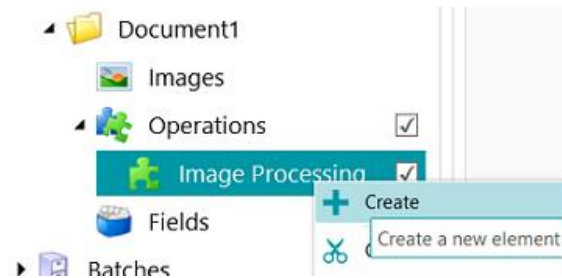 Document1
Images
Operations
Image Processing
Create
Create a new element
Fields
Batches